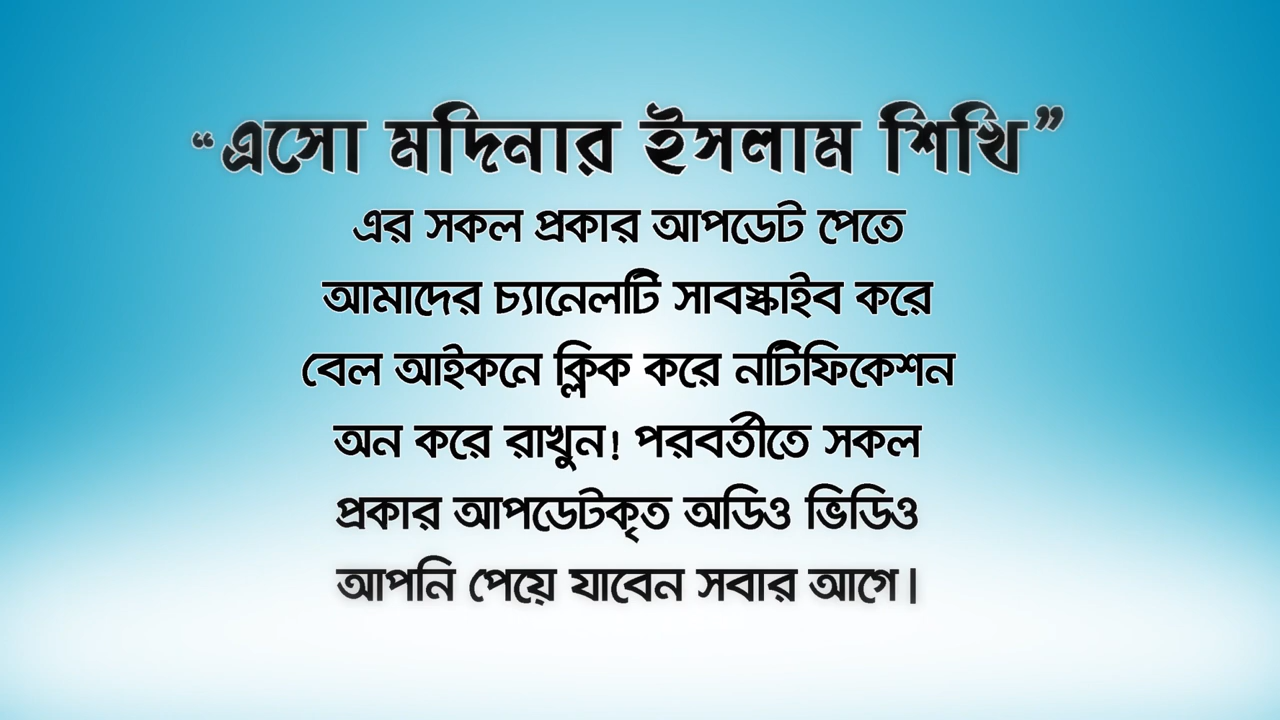 “এসো মদিনার ইসলাম শিখি”
এর সকল প্রকার আপডেট পেতে
আমাদের চ্যানেলটি সাবস্কাইব করে
বেল আইকনে ক্লিক করে নটিফিকেশন
অন করে রাখুন! পরবর্তীতে সকল
প্রকার আপডেটকৃত অডিও ভিডিও
আপনি পেয়ে যাবেন সবার আগে।